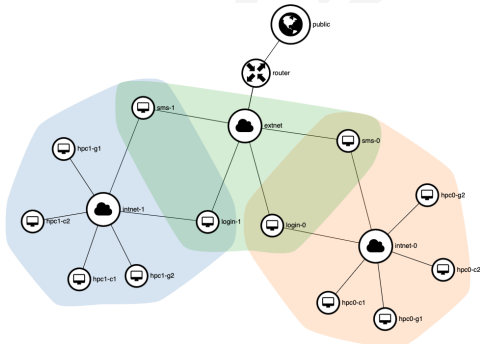 public
router
sms-1
extnet
sms-0
hpc1-g1
hpc0-g2
intnet-1
hpc1-c2
login-1
login-0
intnet-0
hpc0-c2
hpc1-c1
hpc1-g2
hpc0-c1
hpc0-g1